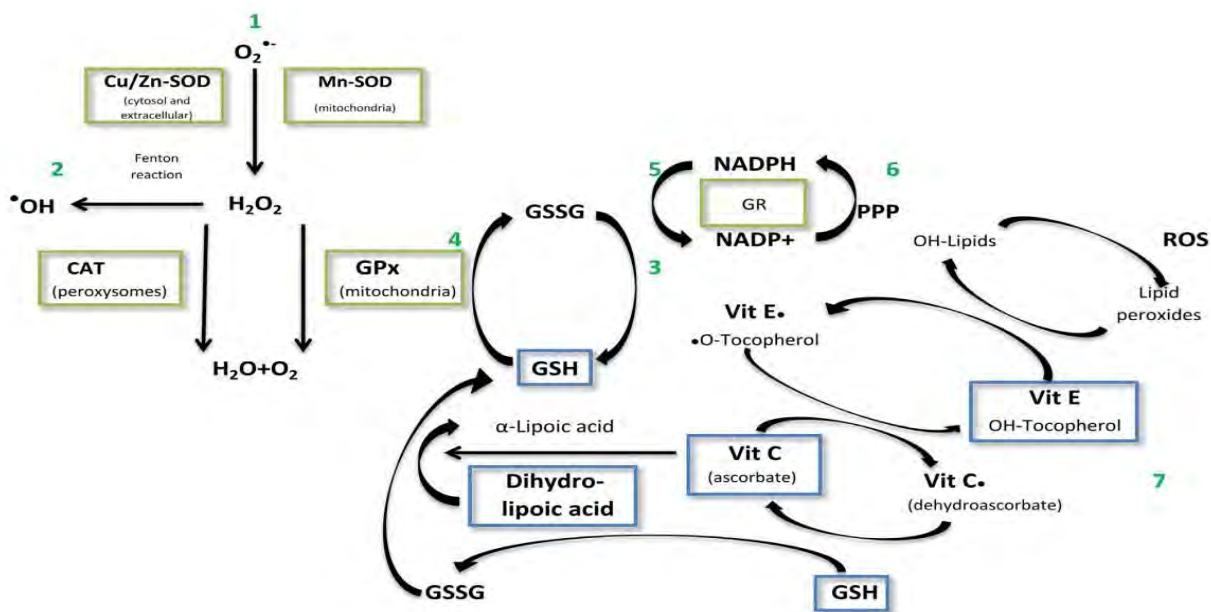 1
O₂•-
Cu/Zn-SOD
(cytosol and
extracellular)
Mn-SOD
(mitochondria)
2
Fenton
reaction
•OH
H₂O₂
CAT
(peroxysomes)
4
GPx
(mitochondria)
H₂O+O₂
GSSG
3
GSH
5
NADPH
6
GR
PPP
NADP+
OH-Lipids
ROS
Lipid
peroxides
Vit E•
•O-Tocopherol
Vit E
OH-Tocopherol
α-Lipoic acid
Dihydro-
lipoic acid
Vit C
(ascorbate)
Vit C•
(dehydroascorbate)
7
GSSG
GSH